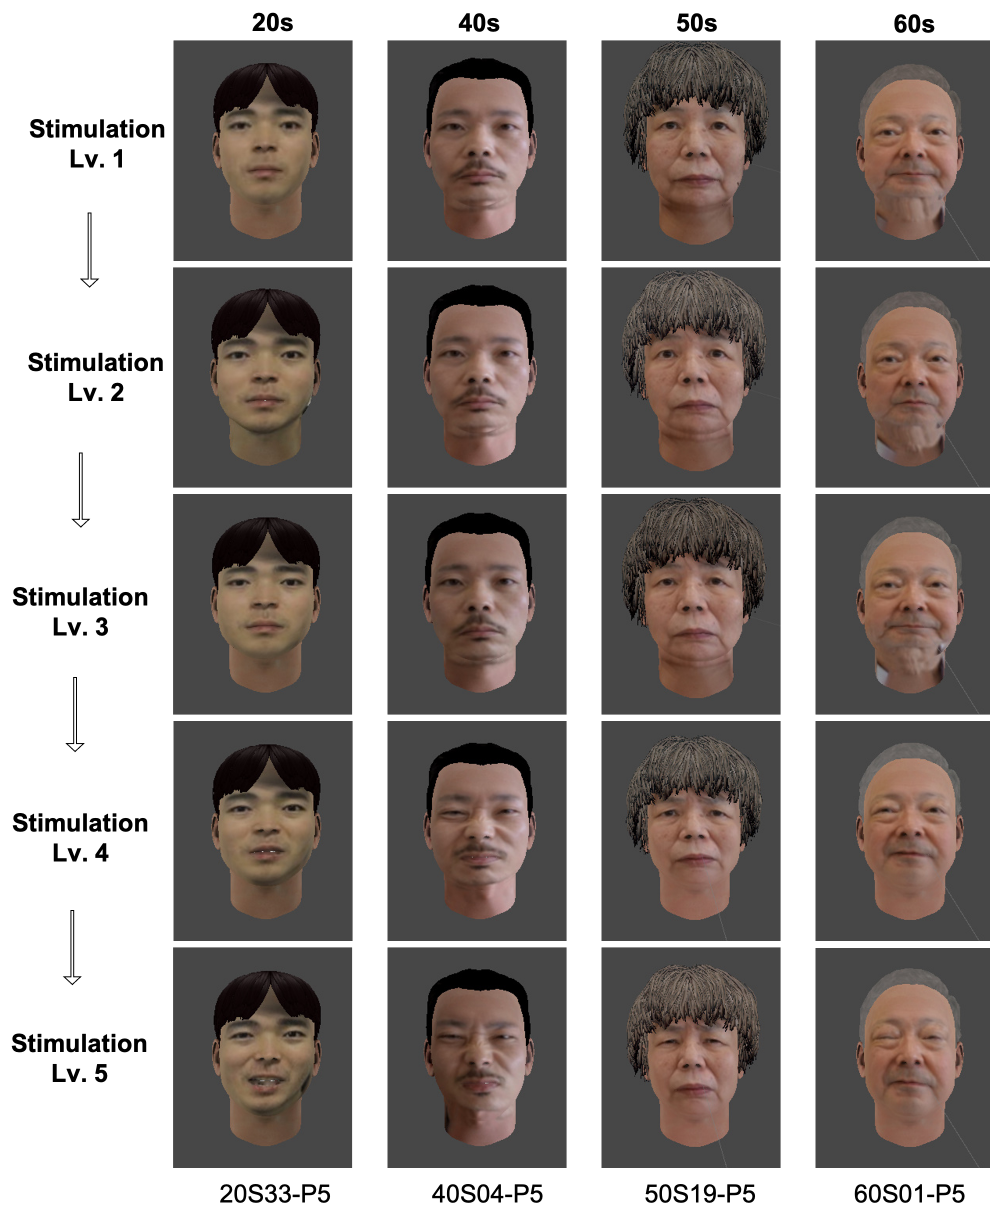 20s 40s 50s 60s
Stimulation
Lv. 1
Stimulation
Lv. 2
Stimulation
Lv. 3
Stimulation
Lv. 4
Stimulation
Lv. 5
20S33-P5 40S04-P5 50S19-P5 60S01-P5